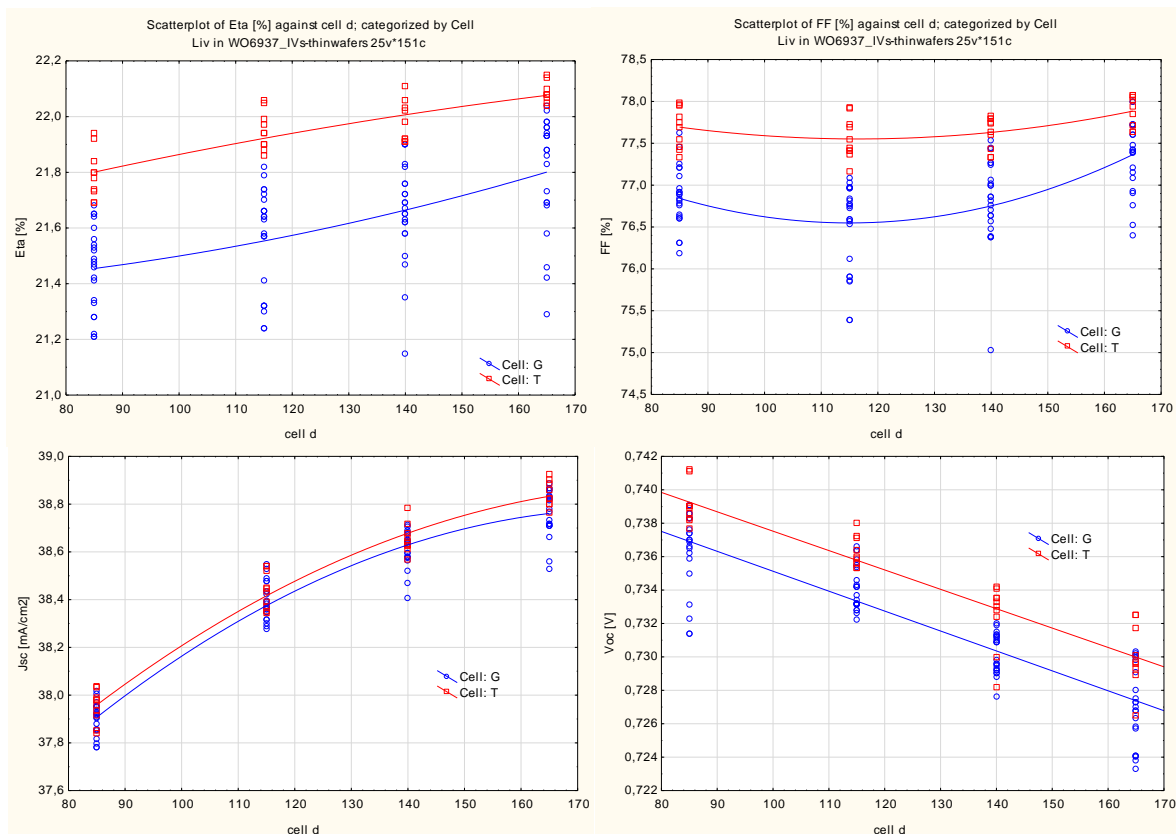 Scatterplot of Eta [%] against cell d; categorized by Cell
Liv in WO6937_IVs-thinwafers 25v*151c
22,2
22,0
21,8
21,6
21,4
21,2
21,0
Eta [%]
Cell: G
Cell: T
80 90 100 110 120 130 140 150 160 170
cell d
Scatterplot of FF [%] against cell d; categorized by Cell
Liv in WO6937_IVs-thinwafers 25v*151c
78,5
78,0
77,5
77,0
76,5
76,0
75,5
75,0
74,5
FF [%]
Cell: G
Cell: T
80 90 100 110 120 130 140 150 160 170
cell d
39,0
38,8
38,6
38,4
38,2
38,0
37,8
37,6
Jsc [mA/cm2]
Cell: G
Cell: T
80 90 100 110 120 130 140 150 160 170
cell d
0,742
0,740
0,738
0,736
0,734
0,732
0,730
0,728
0,726
0,724
0,722
Voc [V]
Cell: G
Cell: T
80 90 100 110 120 130 140 150 160 170
cell d